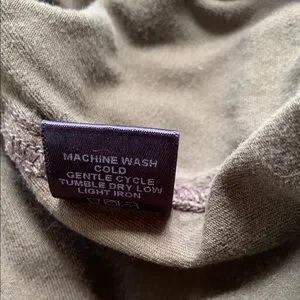 MACHINE WASH
COLD
GENTLE CYCLE
TUMBLE DRY LOW
LIGHT IRON